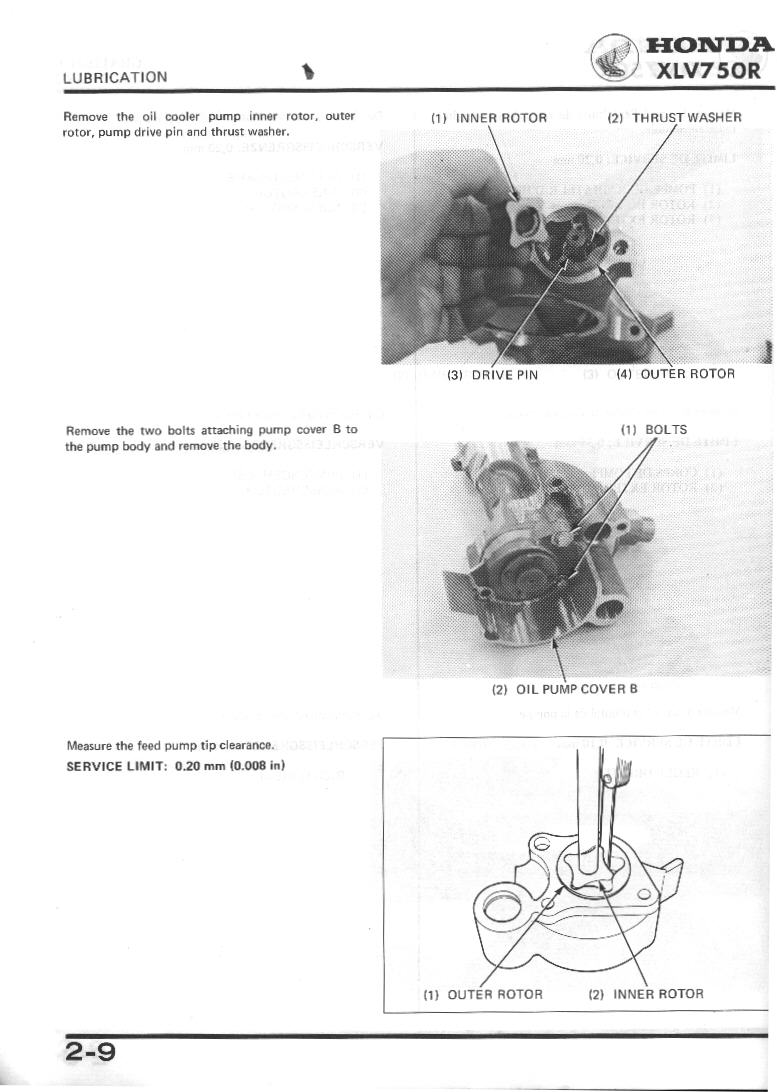 LUBRICATION
HONDA
XLV750R
Remove the oil cooler pump inner rotor, outer
rotor, pump drive pin and thrust washer.
(1) INNER ROTOR
(2) THRUST WASHER
(3) DRIVE PIN
(4) OUTER ROTOR
Remove the two bolts attaching pump cover B to
the pump body and remove the body.
(1) BOLTS
(2) OIL PUMP COVER B
Measure the feed pump tip clearance.
SERVICE LIMIT: 0.20 mm (0.008 in)
(1) OUTER ROTOR
(2) INNER ROTOR
2-9